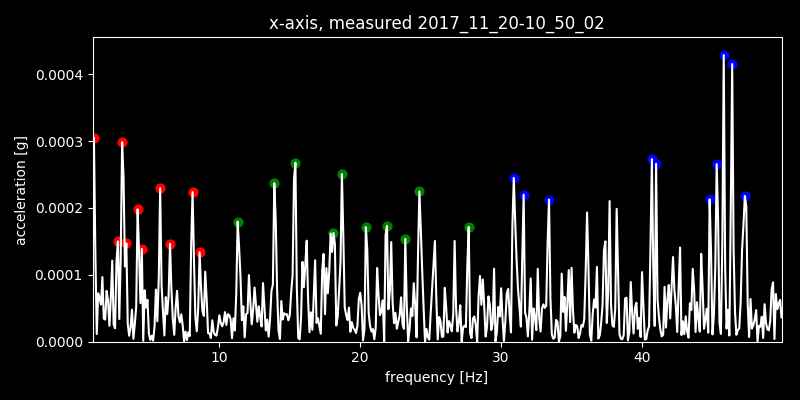 x-axis, measured 2017_11_20-10_50_02
0.0004
0.0003
0.0002
0.0001
0.0000
acceleration [g]
10 20 30 40
frequency [Hz]